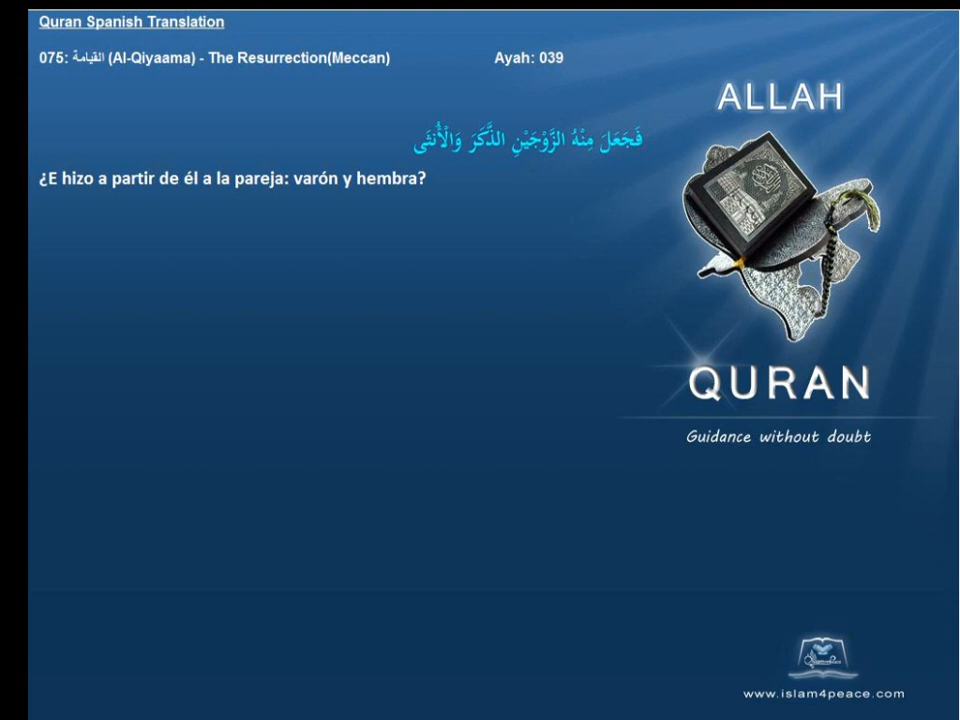 Quran Spanish Translation
075: القيامة (Al-Qiyaama) - The Resurrection(Meccan) Ayah: 039
ALLAH
فَجَعَلَ مِنْهُ الزَّوْجَيْنِ الذَّكَرَ وَالْأُنثَى
¿E hizo a partir de él a la pareja: varón y hembra?
QURAN
Guidance without doubt
www.islam4peace.com